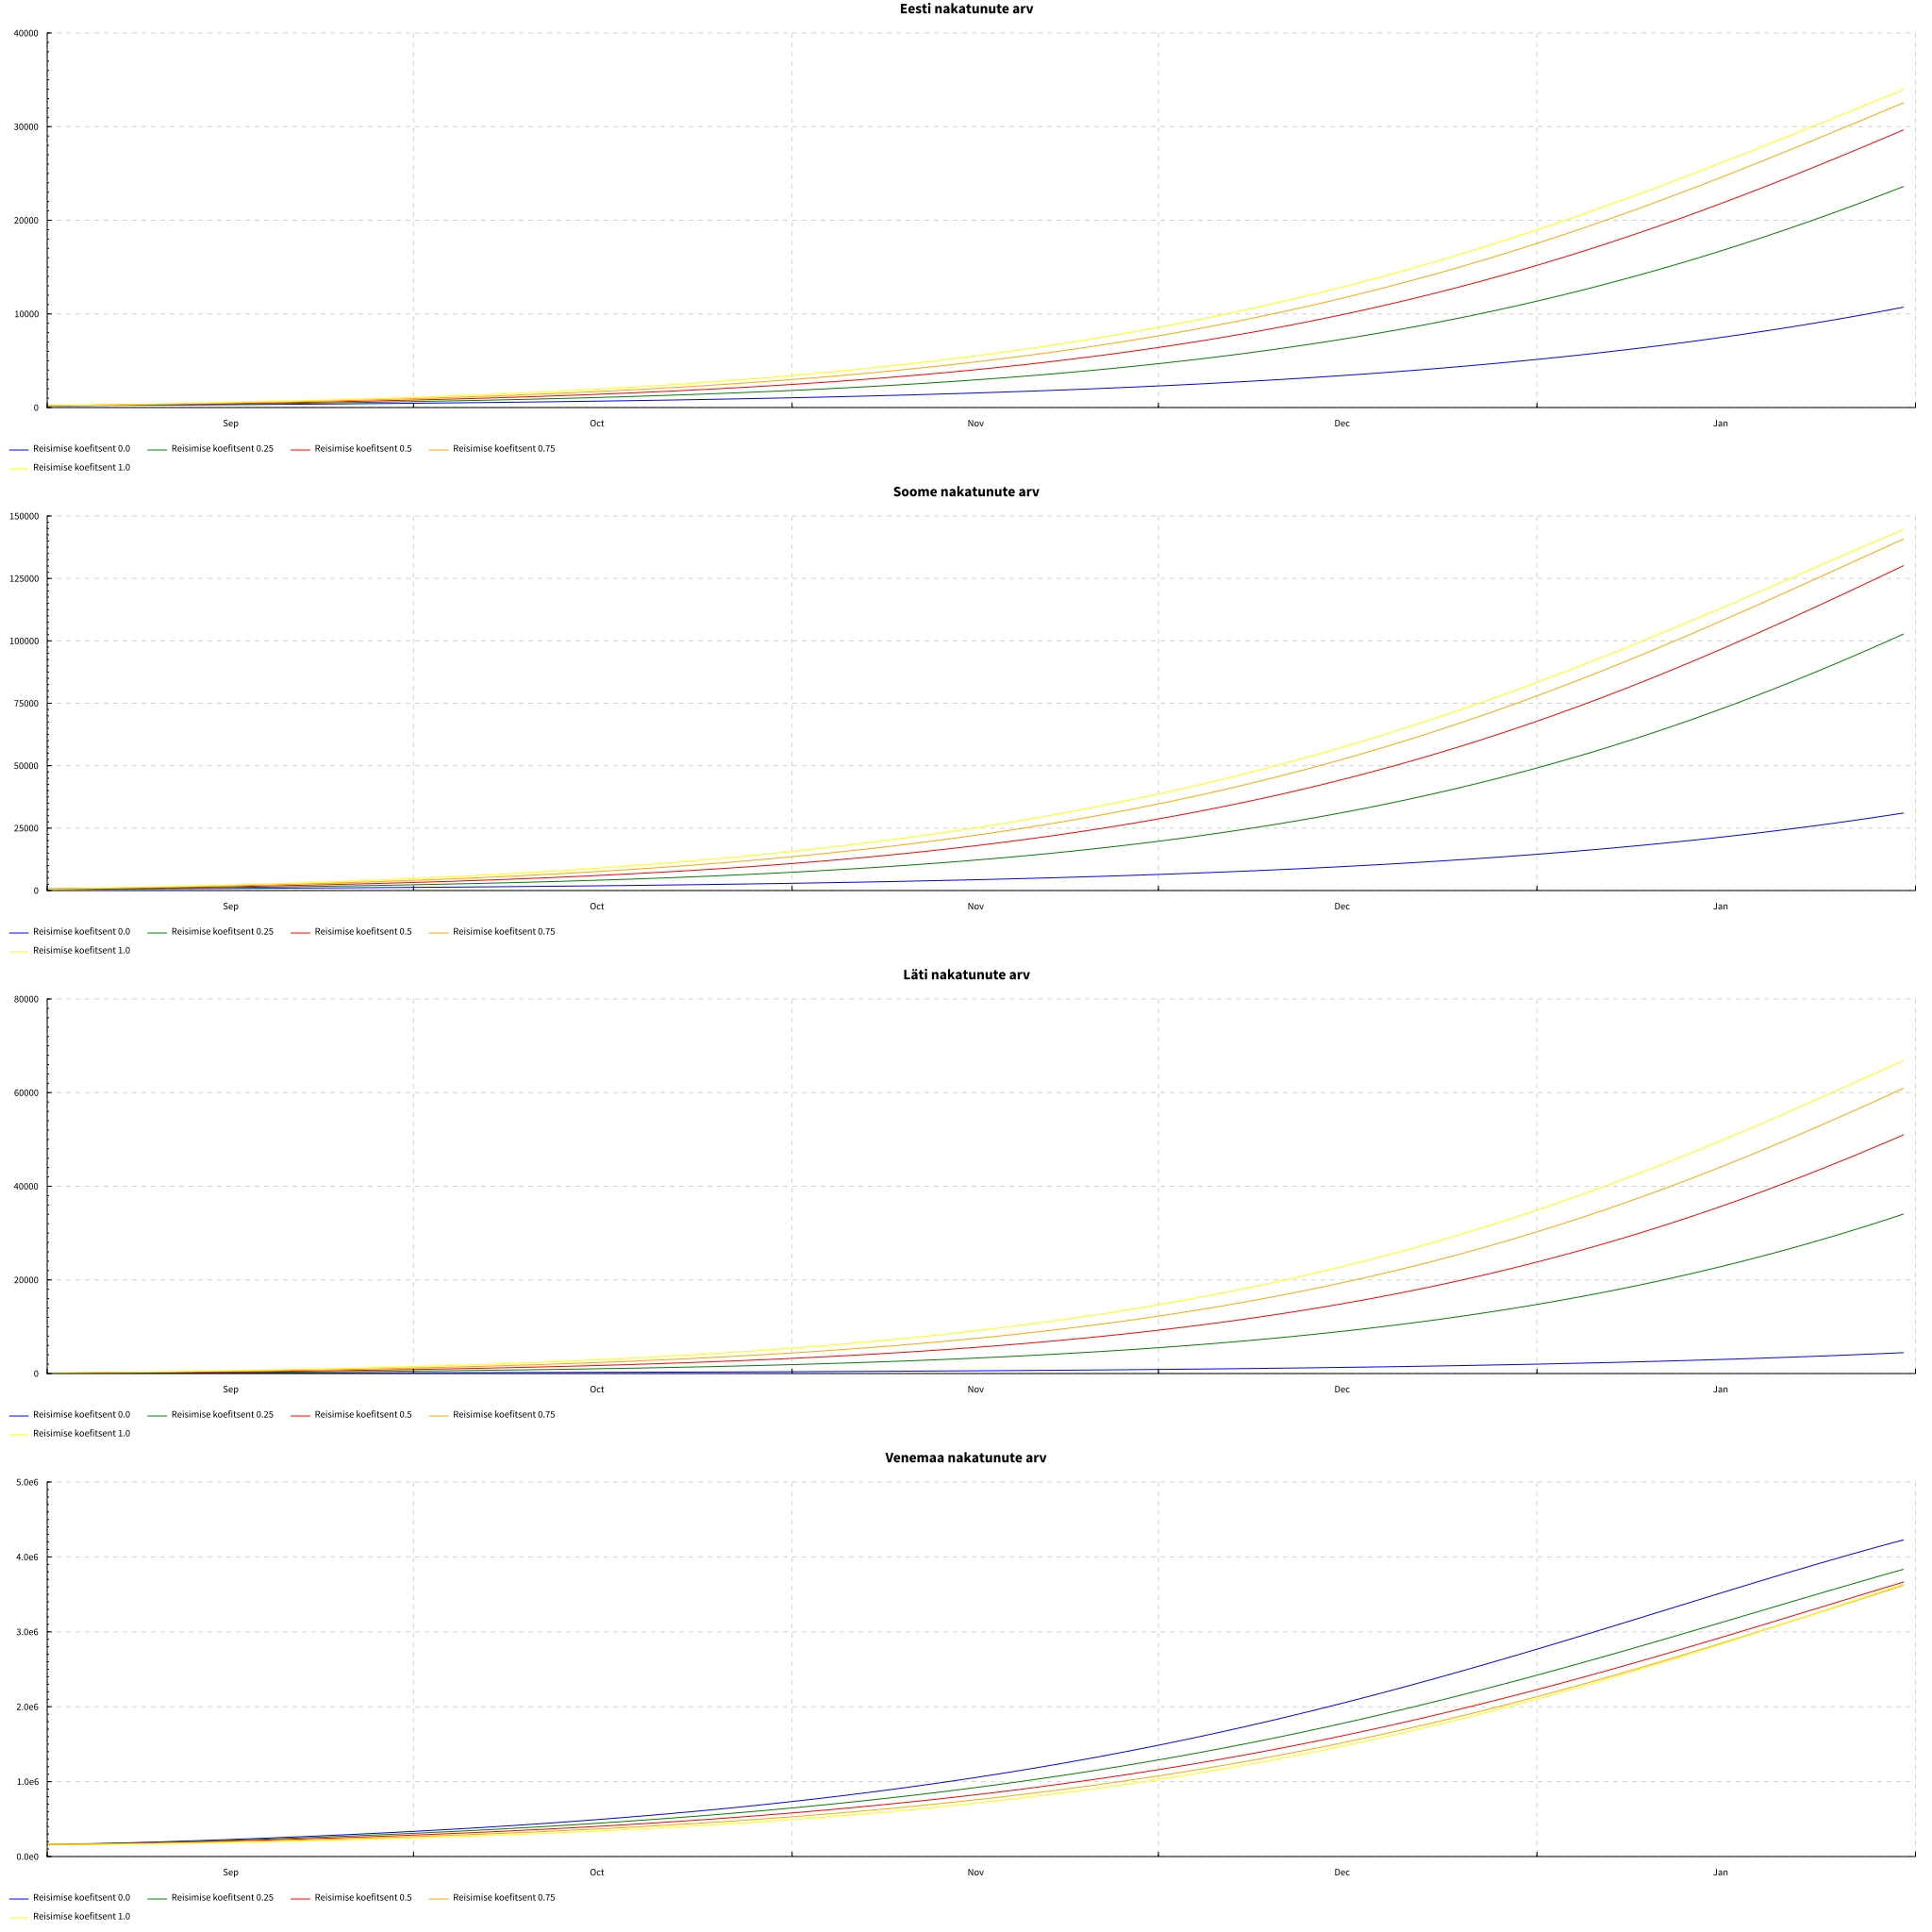 Eesti nakatunute arv
40000
30000
20000
10000
0
Sep Oct Nov Dec Jan
Reisimise koefitsent 0.0 Reisimise koefitsent 0.25 Reisimise koefitsent 0.5 Reisimise koefitsent 0.75
Reisimise koefitsent 1.0
Soome nakatunute arv
150000
125000
100000
75000
50000
25000
0
Sep Oct Nov Dec Jan
Reisimise koefitsent 0.0 Reisimise koefitsent 0.25 Reisimise koefitsent 0.5 Reisimise koefitsent 0.75
Reisimise koefitsent 1.0
Läti nakatunute arv
80000
60000
40000
20000
0
Sep Oct Nov Dec Jan
Reisimise koefitsent 0.0 Reisimise koefitsent 0.25 Reisimise koefitsent 0.5 Reisimise koefitsent 0.75
Reisimise koefitsent 1.0
Venemaa nakatunute arv
5.0e6
4.0e6
3.0e6
2.0e6
1.0e6
0.0e0
Sep Oct Nov Dec Jan
Reisimise koefitsent 0.0 Reisimise koefitsent 0.25 Reisimise koefitsent 0.5 Reisimise koefitsent 0.75
Reisimise koefitsent 1.0